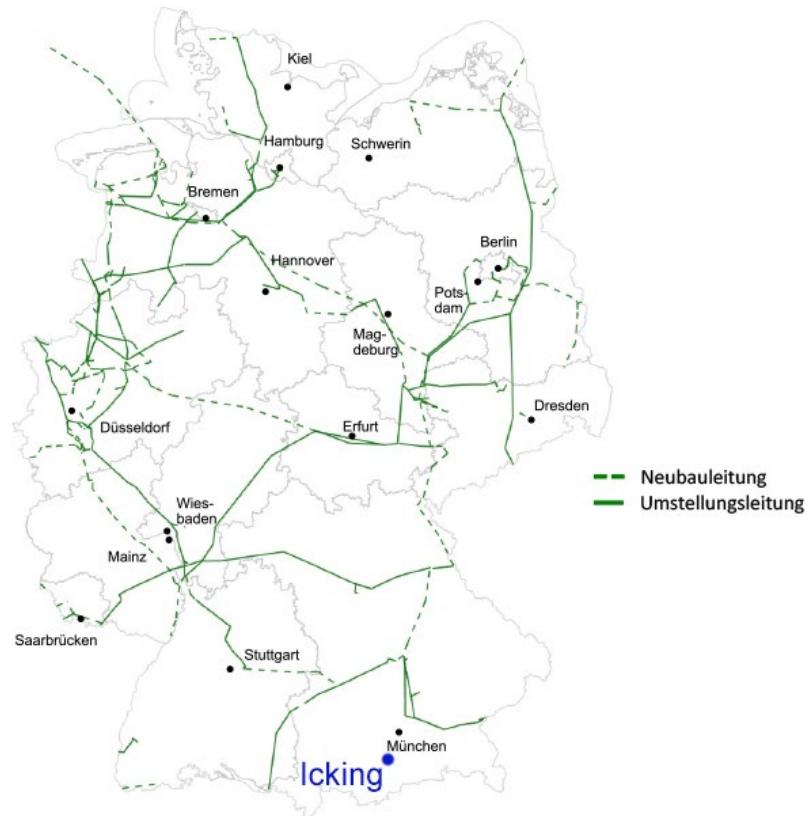 Kiel
Hamburg
Schwerin
Bremen
Berlin
Hannover
Pots-
dam
Mag-
deburg
Düsseldorf
Erfurt
Dresden
Neubauleitung
Umstellungsleitung
Wies-
baden
Mainz
Saarbrücken
Stuttgart
München
Icking